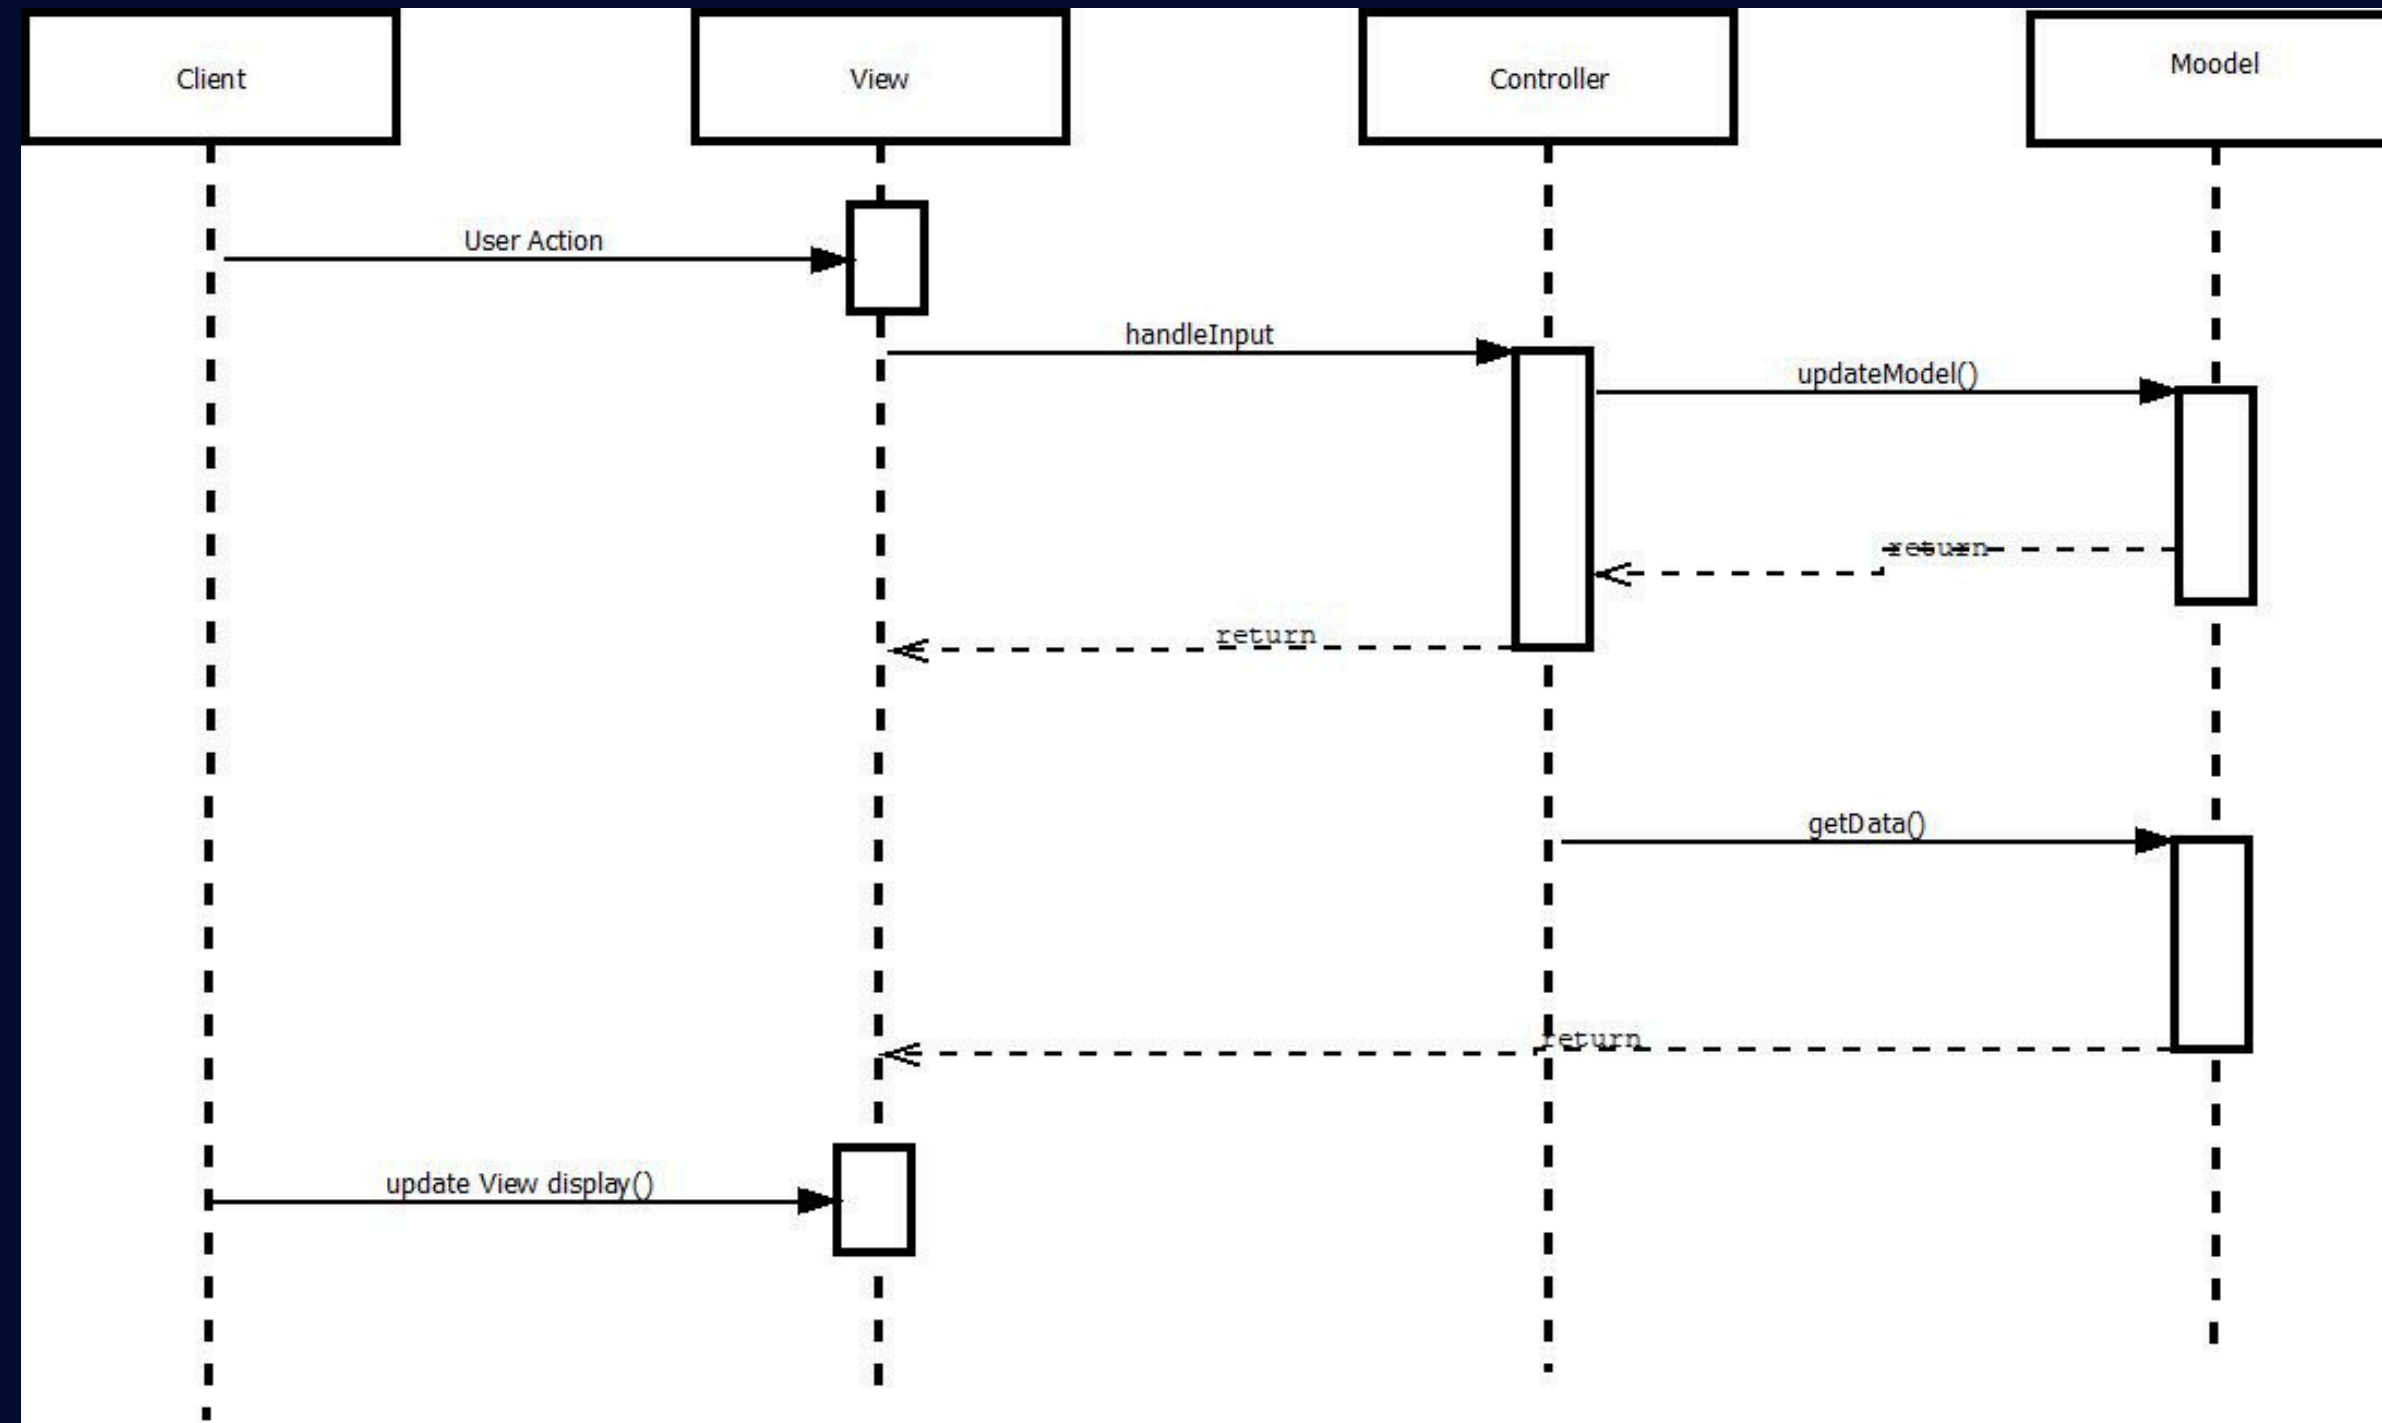 Client
View
Controller
Moodel
User Action
handleInput
updateModel()
return
return
getData()
return
update View display()